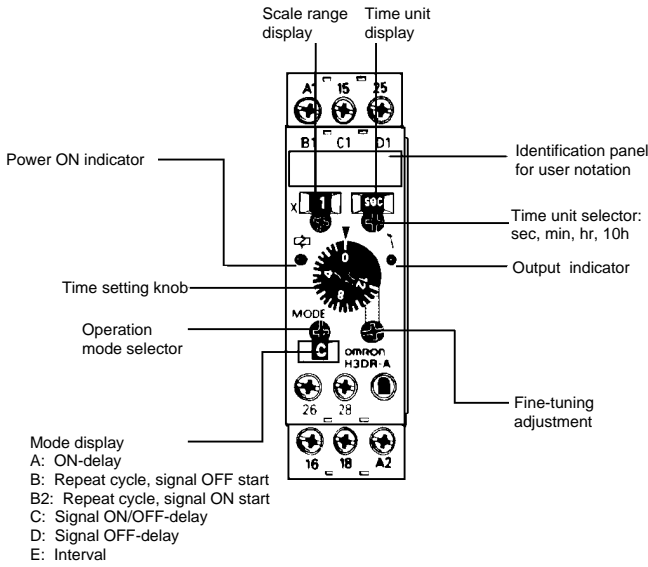 Scale range
display
Time unit
display
A1 15 25
B1 C1 D1
Power ON indicator
Identification panel
for user notation
X 1 sec
Time unit selector:
sec, min, hr, 10h
Output indicator
0
4
8
12
Time setting knob
MODE
Operation
mode selector
C
OMRON
H3DR-A
26 28
Fine-tuning
adjustment
16 18 A2
Mode display
A: ON-delay
B: Repeat cycle, signal OFF start
B2: Repeat cycle, signal ON start
C: Signal ON/OFF-delay
D: Signal OFF-delay
E: Interval